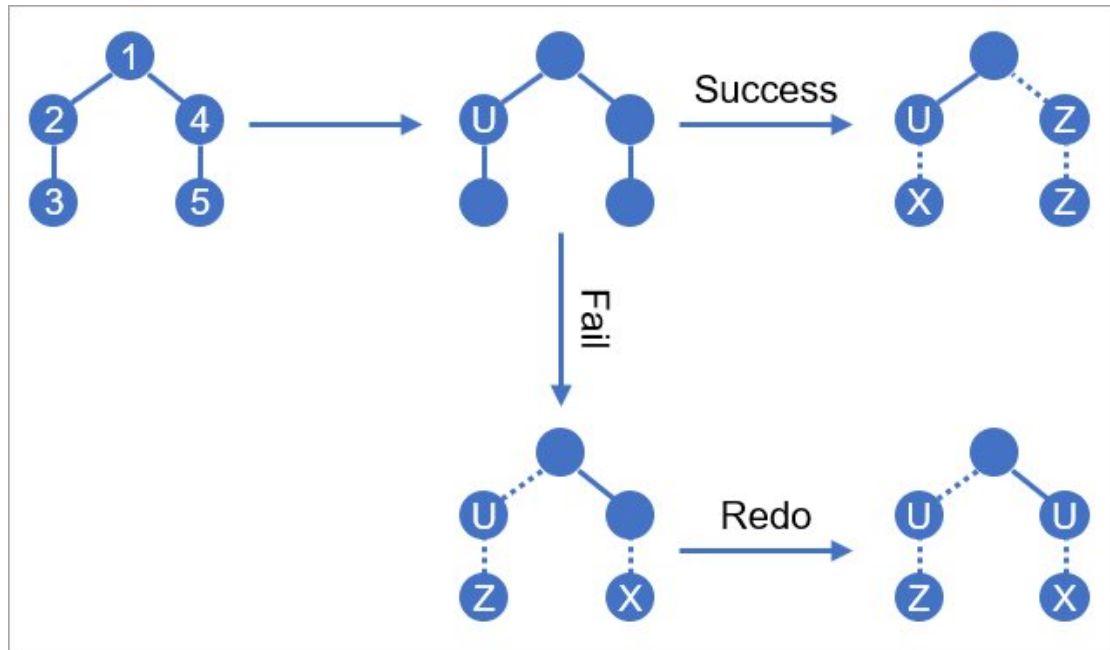 1
2 4 U Success U Z
3 5 X Z
Fail
U Redo U U
Z X Z X